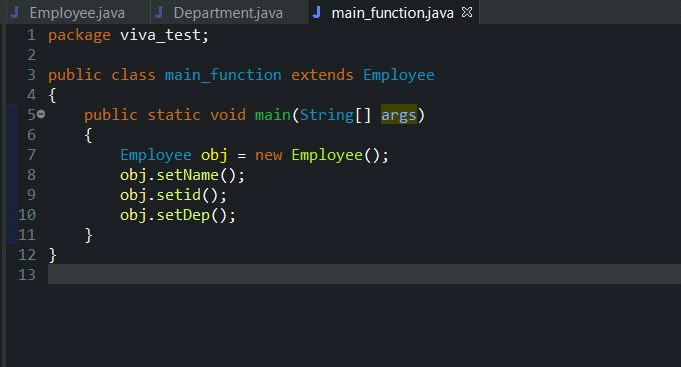 Employee.java Department.java main_function.java
1 package viva_test;
2
3 public class main_function extends Employee
4 {
5 public static void main(String[] args)
6 {
7 Employee obj = new Employee();
8 obj.setName();
9 obj.setid();
10 obj.setDep();
11 }
12 }
13